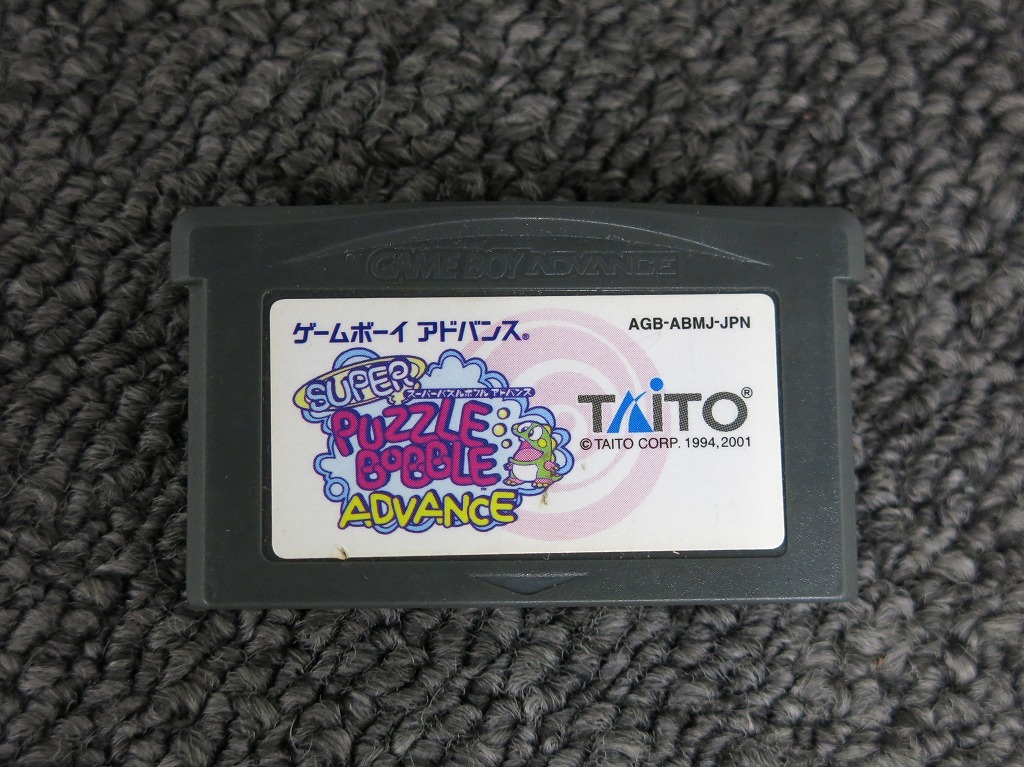 GAME BOY ADVANCE
ゲームボーイ アドバンス®
AGB-ABMJ-JPN
SUPER
スーパーパズルボブル アドバンス
PUZZLE
BOBBLE™
ADVANCE
TAITO®
© TAITO CORP. 1994,2001